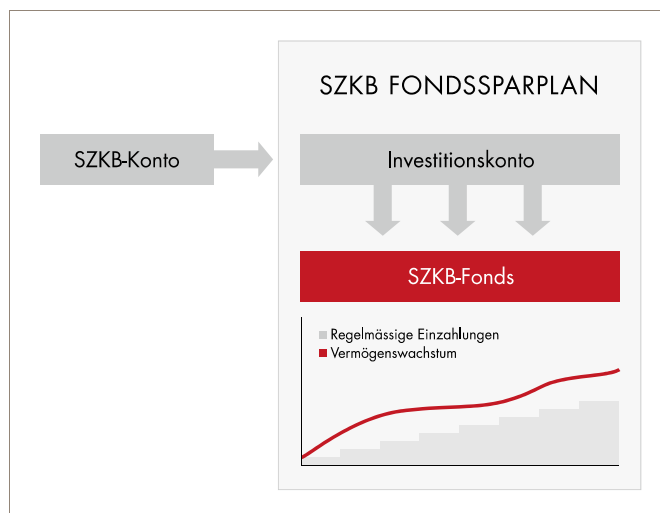 SZKB FONDSSPARPLAN
SZKB-Konto
Investitionskonto
SZKB-Fonds
Regelmässige Einzahlungen
Vermögenswachstum